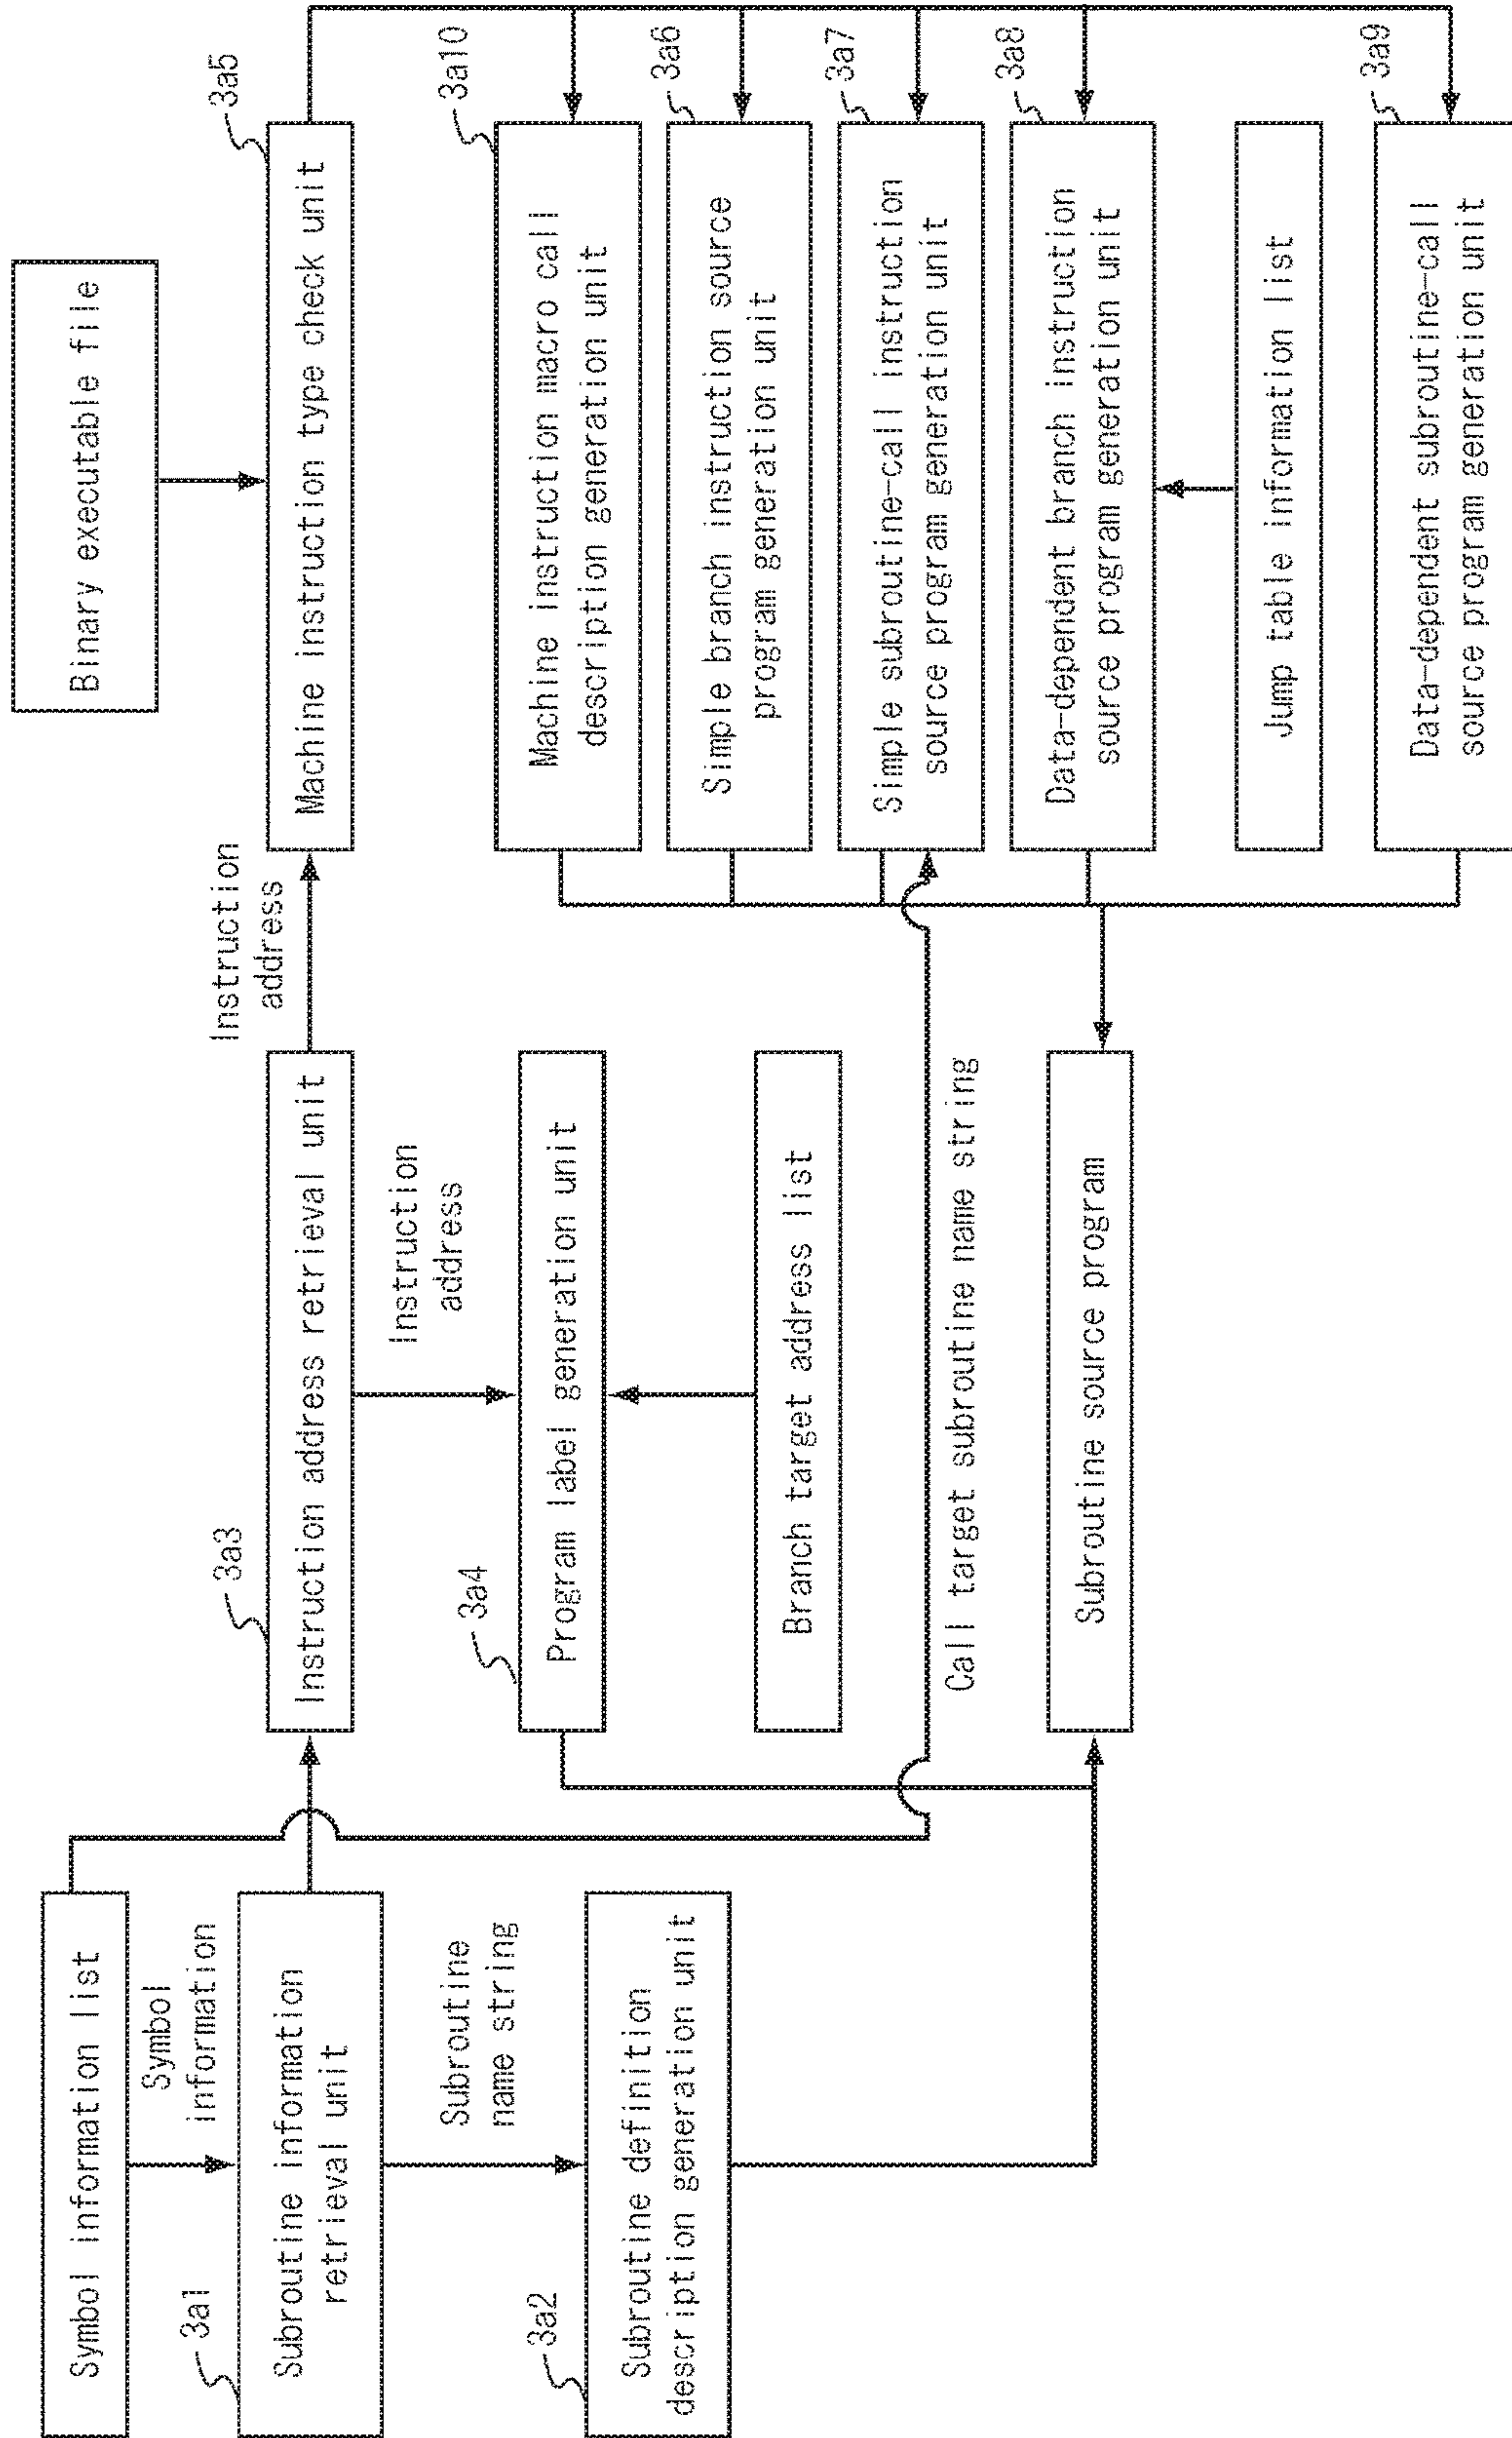 Symbol information list
Symbol
information
3a1
Subroutine information
retrieval unit
Subroutine
name string
3a2
Subroutine definition
description generation unit
3a3
Instruction address retrieval unit
Instruction
address
3a4
Program label generation unit
Branch target address list
Call target subroutine name string
Subroutine source program
Instruction
address
Binary executable file
3a5
Machine instruction type check unit
3a10
Machine instruction macro call
description generation unit
3a6
Simple branch instruction source
program generation unit
3a7
Simple subroutine-call instruction
source program generation unit
3a8
Data-dependent branch instruction
source program generation unit
Jump table information list
3a9
Data-dependent subroutine-call
source program generation unit